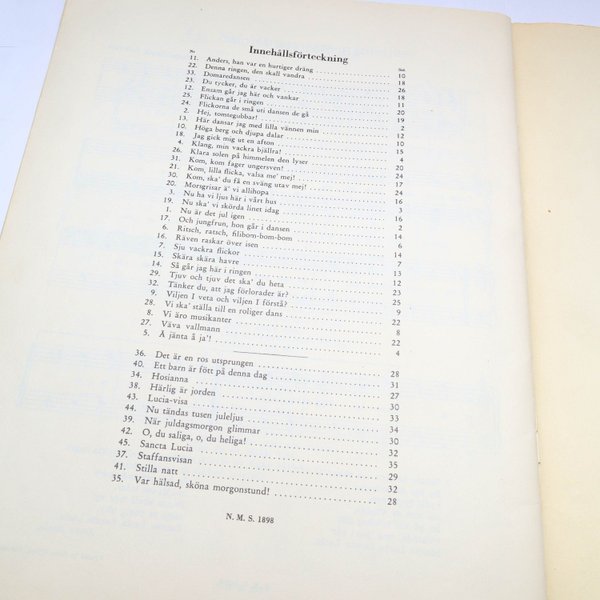 Innehållsförteckning
Nr Sid.
11. Anders, han var en hurtiger dräng 10
22. Denna ringen, den skall vandra 18
33. Domaredansen 26
23. Du tycker, du är vacker 18
12. Ensam går jag här och vankar 11
25. Flickan går i ringen 20
24. Flickorna de små uti dansen de gå 19
2. Hej, tomtegubbar! 2
13. Här dansar jag med lilla vännen min 12
10. Höga berg och djupa dalar 10
18. Jag gick mig ut en afton 15
4. Klang, min vackra bjällra! 4
26. Klara solen på himmelen den lyser 20
31. Kom, kom fager ungersven! 24
21. Kom, lilla flicka, valsa me' mej! 17
30. Kom, ska' du få en sväng utav mej! 24
20. Morsgrisar ä' vi allihopa 16
3. Nu ha vi ljus här i vårt hus 3
19. Nu ska' vi skörda linet idag 16
1. Nu är det jul igen 2
17. Och jungfrun, hon går i dansen 14
6. Ritsch, ratsch, filibom-bom-bom 6
16. Räven raskar över isen 14
7. Sju vackra flickor 7
15. Skära skära havre 13
14. Så går jag här i ringen 12
29. Tjuv och tjuv det ska' du heta 23
32. Tänker du, att jag förlorader är? 25
9. Viljen I veta och viljen I förstå? 9
28. Vi ska' ställa till en roliger dans 22
8. Vi äro musikanter 8
27. Väva vallmann 22
5. Å jänta å ja'! 4
36. Det är en ros utsprungen 28
40. Ett barn är fött på denna dag 31
34. Hosianna 27
38. Härlig är jorden 30
43. Lucia-visa 33
44. Nu tändas tusen juleljus 34
39. När juldagsmorgon glimmar 30
42. O, du saliga, o, du heliga! 32
45. Sancta Lucia 35
37. Staffansvisan 29
41. Stilla natt 32
35. Var hälsad, sköna morgonstund! 28
N. M. S. 1898